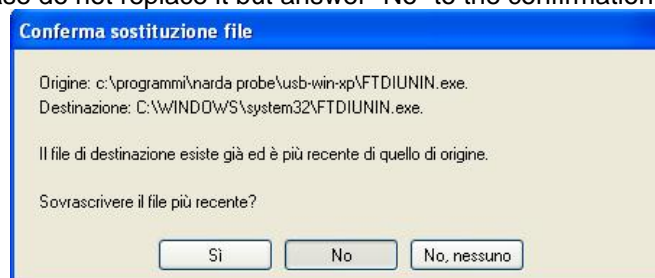 se do not replace it but answer "No" to the confirmation
Conferma sostituzione file
Origine: c:\programmi\narda probe\usb-win-xp\FTDIUNIN.exe.
Destinazione: C:\WINDOWS\system32\FTDIUNIN.exe.
Il file di destinazione esiste già ed è più recente di quello di origine.
Sovrascrivere il file più recente?
Sì No No, nessuno